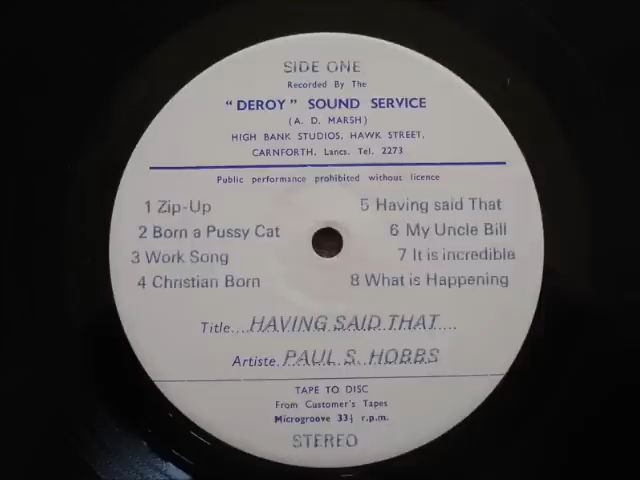 SIDE ONE
Recorded By The
"DEROY" SOUND SERVICE
(A. D. MARSH)
HIGH BANK STUDIOS, HAWK STREET,
CARNFORTH, Lancs. Tel. 2273
Public performance prohibited without licence
1 Zip-Up
2 Born a Pussy Cat
3 Work Song
4 Christian Born
5 Having said That
6 My Uncle Bill
7 It is incredible
8 What is Happening
Title....HAVING SAID THAT....
Artiste.PAUL S. HOBBS
TAPE TO DISC
From Customer's Tapes
Microgroove 33⅓ r.p.m.
STEREO